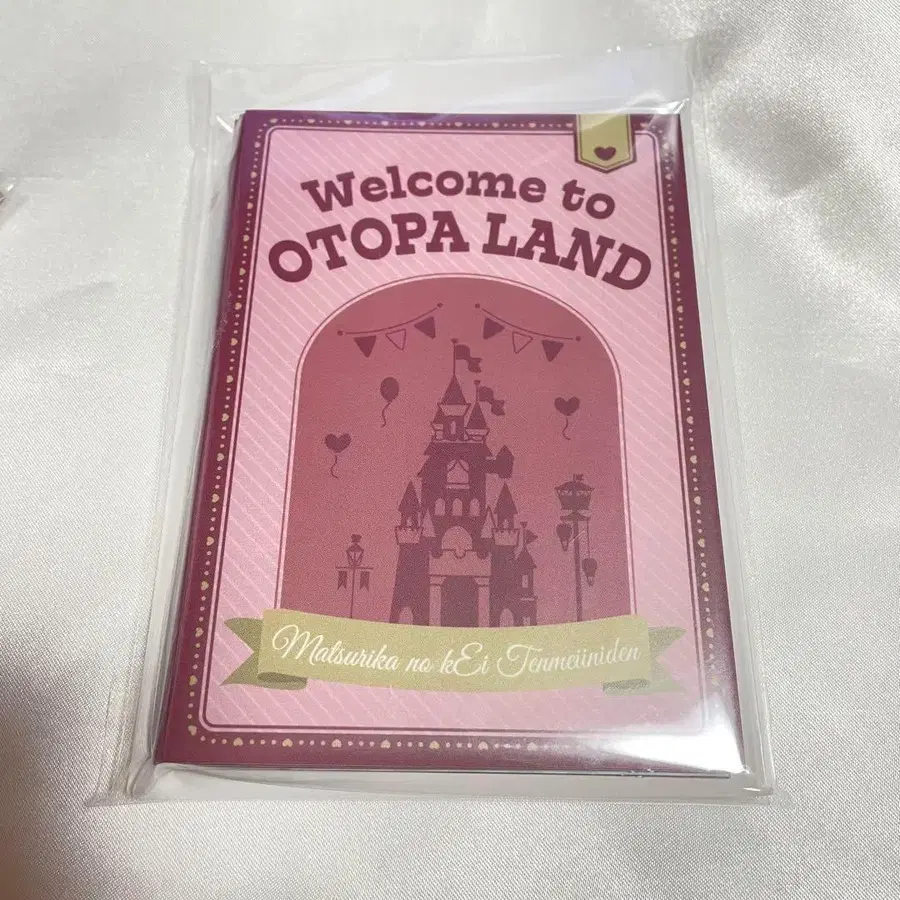 Welcome to
OTOPA LAND
Matsurika no kEi Tenmeiiniden